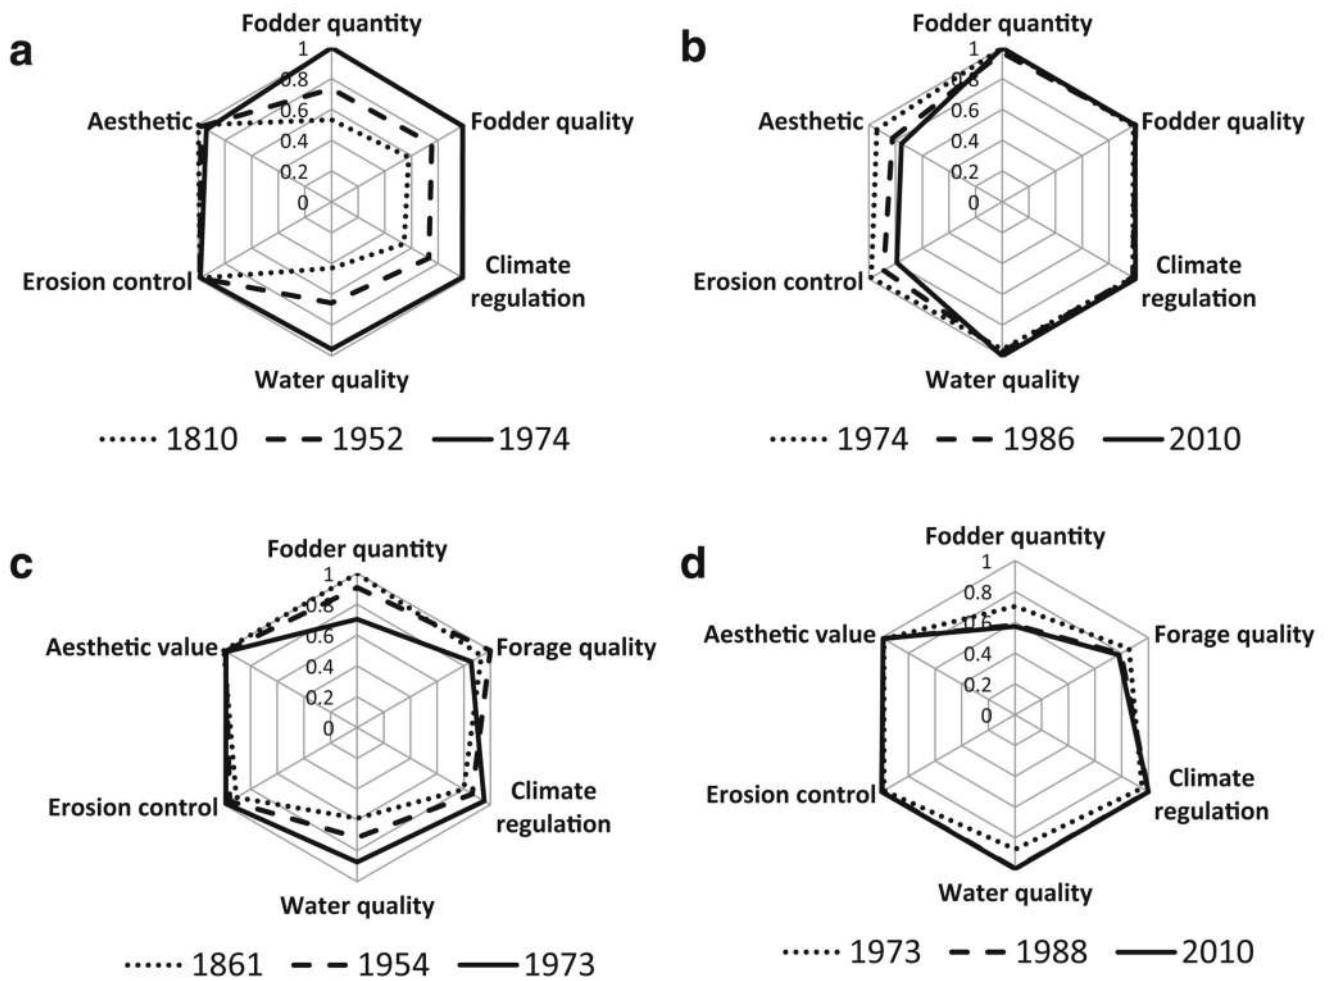 a
Fodder quantity
1
0.8
0.6
0.4
0.2
0
Aesthetic
Fodder quality
Erosion control
Climate
regulation
Water quality
1810 1952 1974
b
Fodder quantity
1
0.8
0.6
0.4
0.2
0
Aesthetic
Fodder quality
Erosion control
Climate
regulation
Water quality
1974 1986 2010
c
Fodder quantity
1
0.8
0.6
0.4
0.2
0
Aesthetic value
Forage quality
Erosion control
Climate
regulation
Water quality
1861 1954 1973
d
Fodder quantity
1
0.8
0.6
0.4
0.2
0
Aesthetic value
Forage quality
Erosion control
Climate
regulation
Water quality
1973 1988 2010